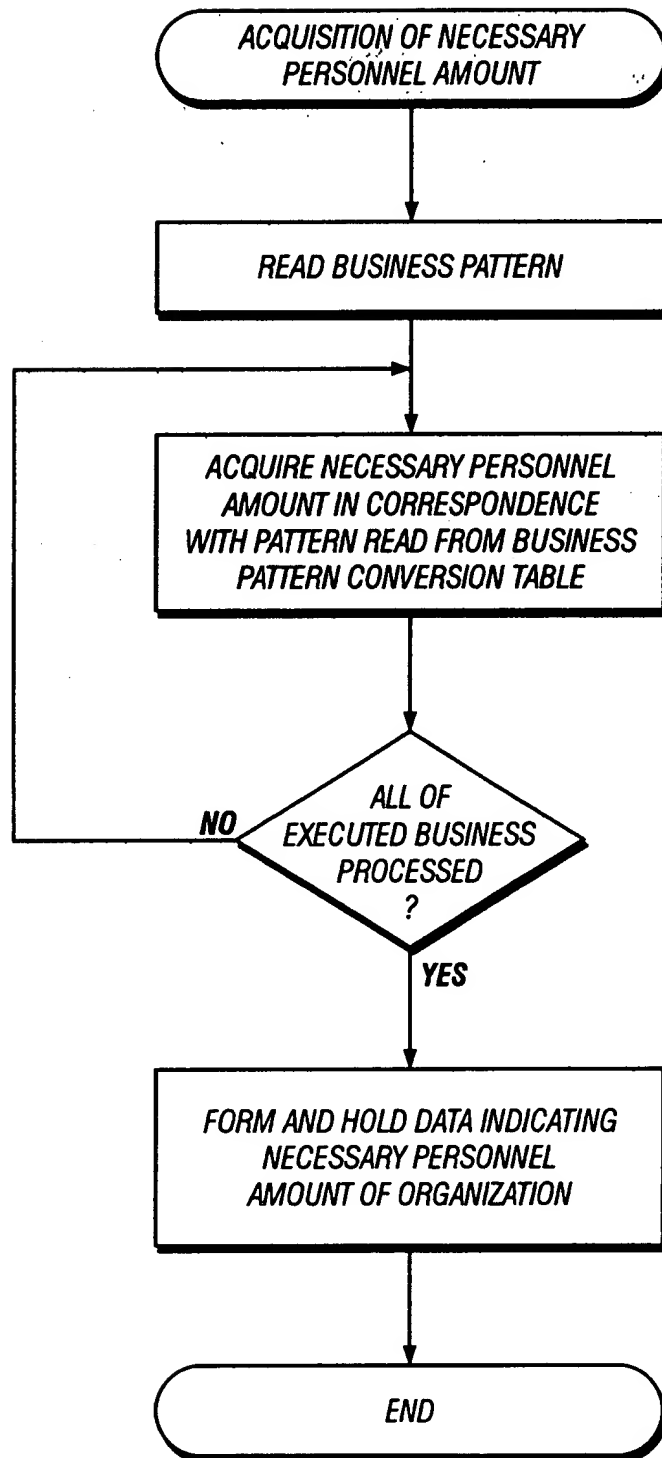 ACQUISITION OF NECESSARY
PERSONNEL AMOUNT
READ BUSINESS PATTERN
ACQUIRE NECESSARY PERSONNEL
AMOUNT IN CORRESPONDENCE
WITH PATTERN READ FROM BUSINESS
PATTERN CONVERSION TABLE
ALL OF
EXECUTED BUSINESS
PROCESSED
?
NO
YES
FORM AND HOLD DATA INDICATING
NECESSARY PERSONNEL
AMOUNT OF ORGANIZATION
END